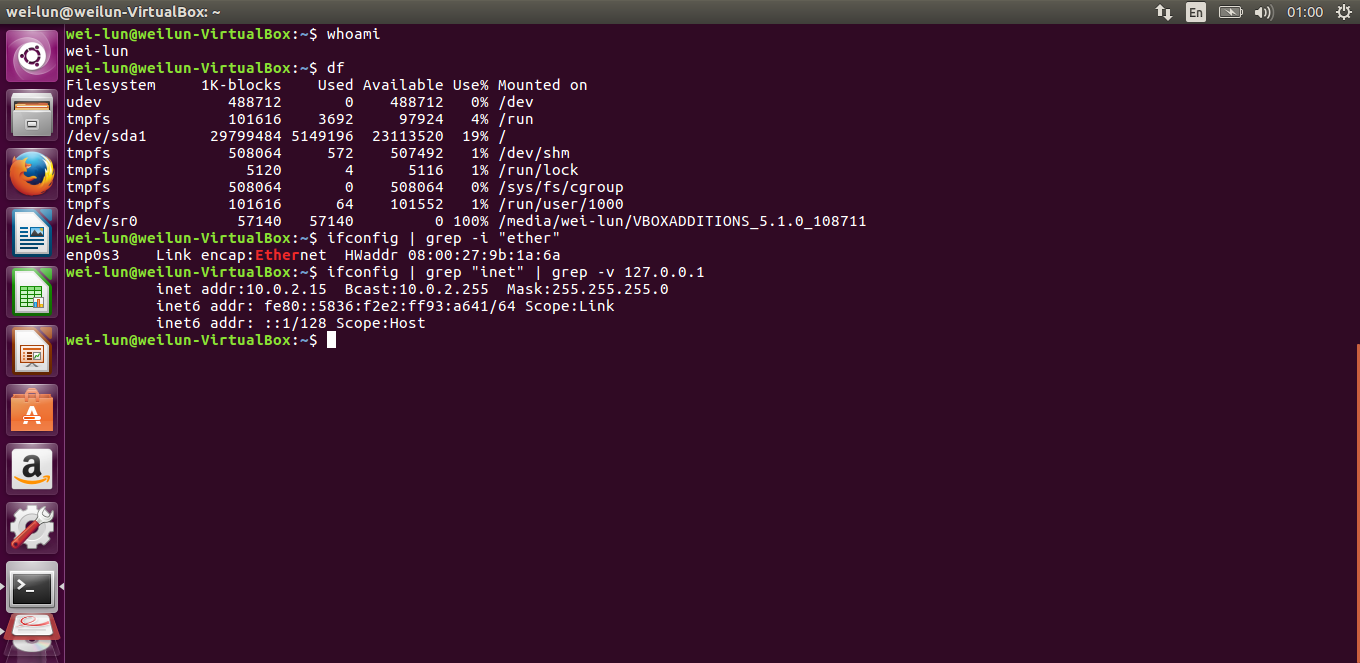 wei-lun@weilun-VirtualBox: ~
En
01:00
wei-lun@weilun-VirtualBox:~$ whoami
wei-lun
wei-lun@weilun-VirtualBox:~$ df
Filesystem     1K-blocks    Used Available Use% Mounted on
udev              488712       0    488712   0% /dev
tmpfs             101616    3692     97924   4% /run
/dev/sda1       29799484 5149196  23113520  19% /
tmpfs             508064     572    507492   1% /dev/shm
tmpfs               5120       4      5116   1% /run/lock
tmpfs             508064       0    508064   0% /sys/fs/cgroup
tmpfs             101616      64    101552   1% /run/user/1000
/dev/sr0           57140   57140         0 100% /media/wei-lun/VBOXADDITIONS_5.1.0_108711
wei-lun@weilun-VirtualBox:~$ ifconfig | grep -i "ether"
enp0s3    Link encap:Ethernet  HWaddr 08:00:27:9b:1a:6a
wei-lun@weilun-VirtualBox:~$ ifconfig | grep "inet" | grep -v 127.0.0.1
          inet addr:10.0.2.15  Bcast:10.0.2.255  Mask:255.255.255.0
          inet6 addr: fe80::5836:f2e2:ff93:a641/64 Scope:Link
          inet6 addr: ::1/128 Scope:Host
wei-lun@weilun-VirtualBox:~$